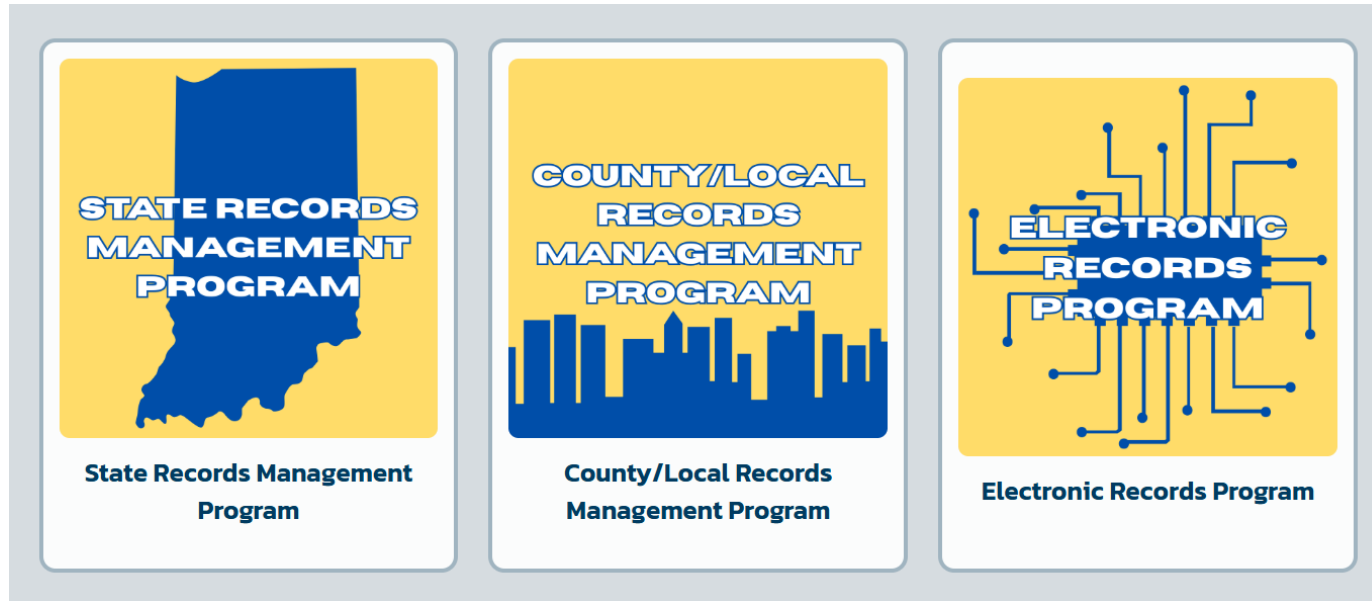 STATE RECORDS
MANAGEMENT
PROGRAM
State Records Management
Program
COUNTY/LOCAL
RECORDS
MANAGEMENT
PROGRAM
County/Local Records
Management Program
ELECTRONIC
RECORDS
PROGRAM
Electronic Records Program